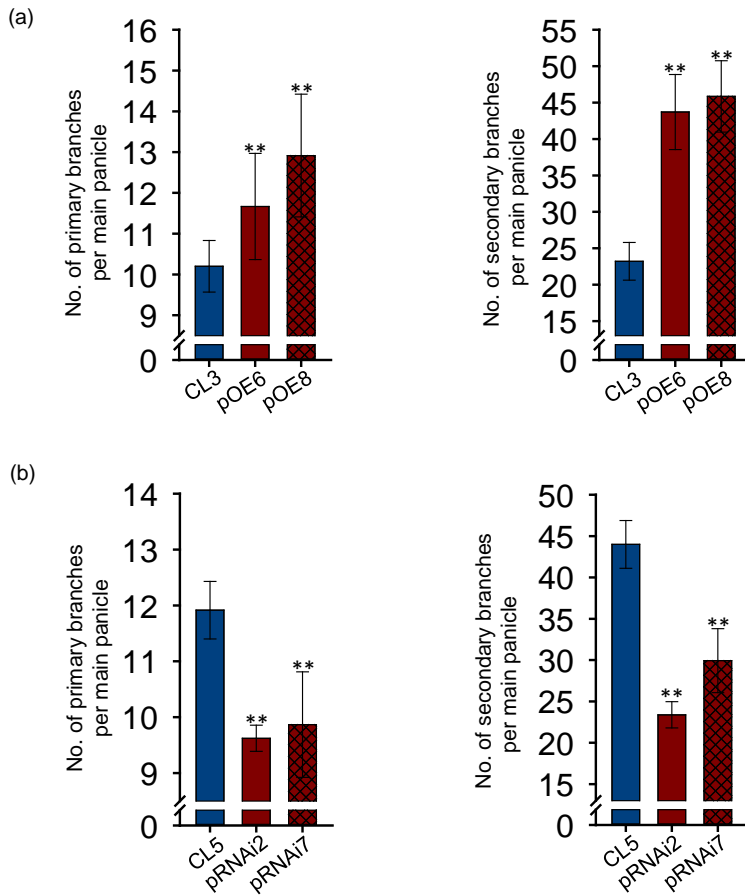 (a)
No. of primary branches
per main panicle
16
15
14
13
12
11
10
9
0
**
**
CL3
pOE6
pOE8
No. of secondary branches
per main panicle
55
50
45
40
35
30
25
20
15
0
**
**
CL3
pOE6
pOE8
(b)
No. of primary branches
per main panicle
14
13
12
11
10
9
0
**
**
CL5
pRNAi2
pRNAi7
No. of secondary branches
per main panicle
50
45
40
35
30
25
20
15
0
**
**
CL5
pRNAi2
pRNAi7